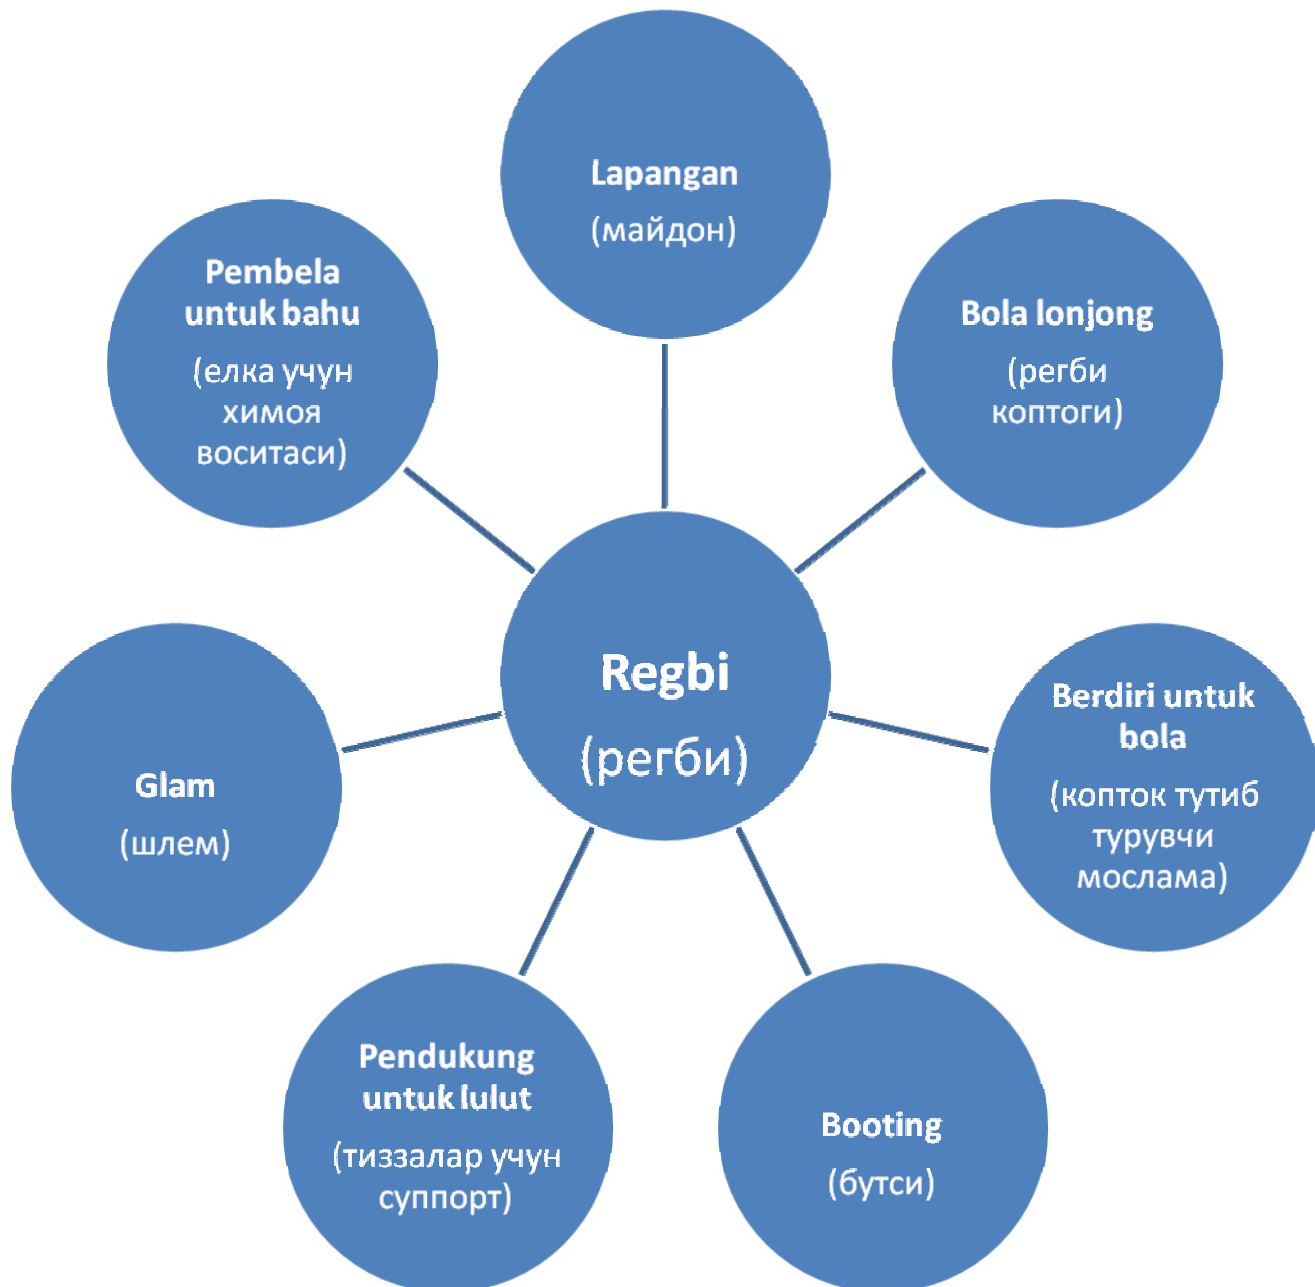 Lapangan
(майдон)
Pembela
untuk bahu
(елка учун
химоя
воситаси)
Bola lonjong
(регби
коптоги)
Regbi
(регби)
Berdiri untuk
bola
(копток тутиб
турувчи
мослама)
Glam
(шлем)
Pendukung
untuk lulut
(тиззалар учун
суппорт)
Booting
(бутси)